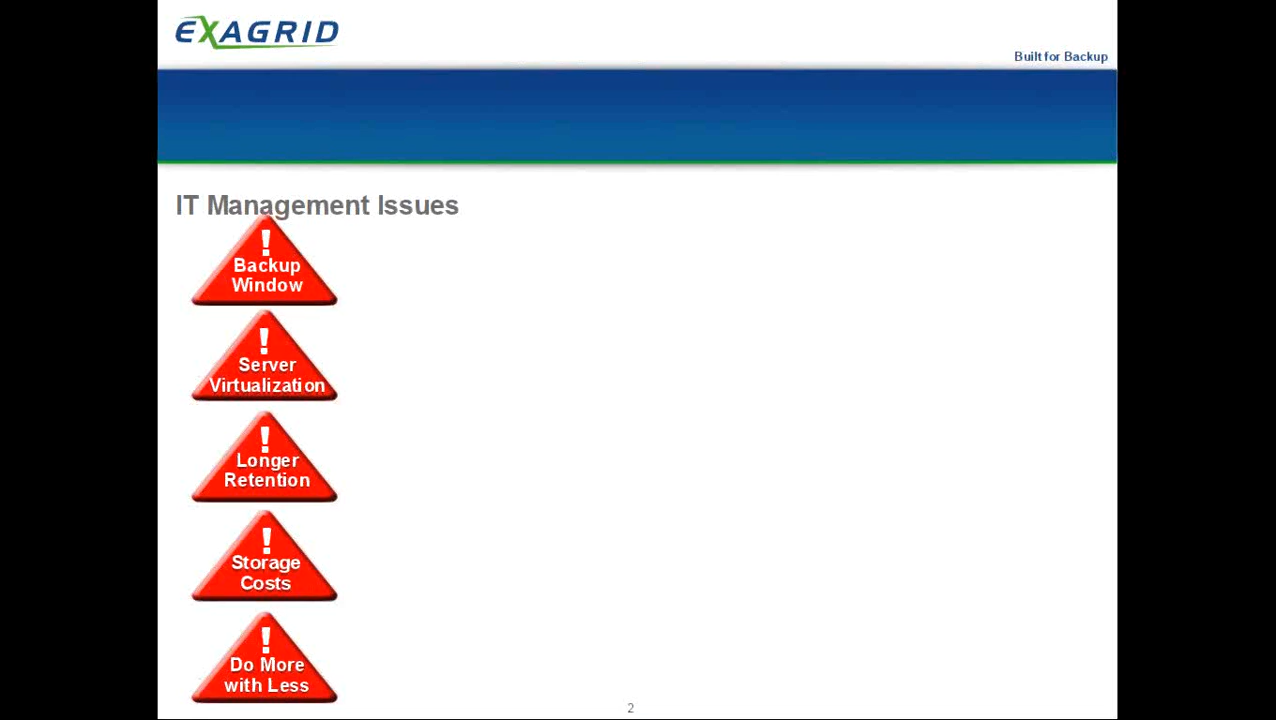 EXAGRID
Built for Backup
IT Management Issues
!
Backup
Window
!
Server
Virtualization
!
Longer
Retention
!
Storage
Costs
!
Do More
with Less
2